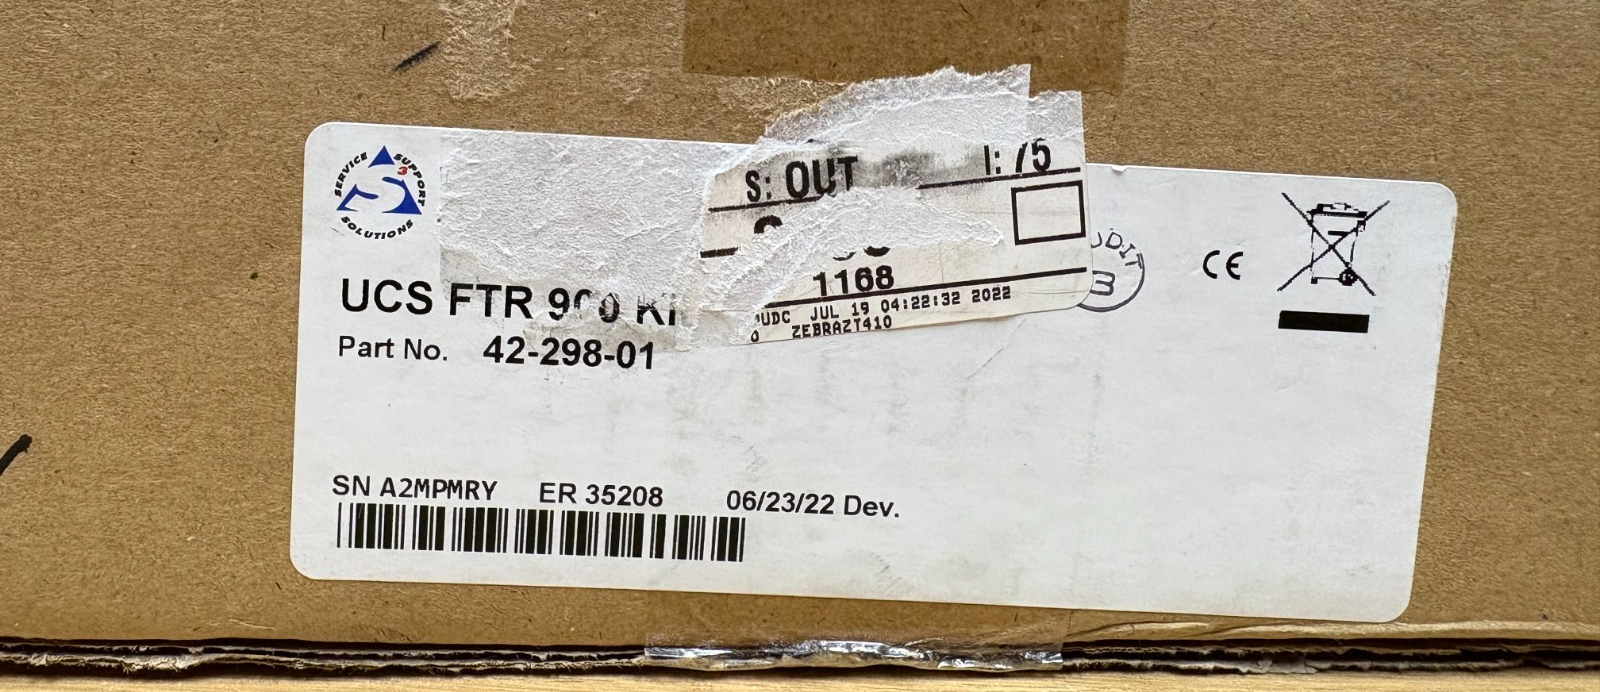 SERVICE SUPPORT
3
SOLUTIONS
S: OUT
1168
JUL 19 04:22:32 2022
ZEBRAZT410
UCS FTR
Part No. 42-298-01
CE
SN A2MPMRY ER 35208 06/23/22 Dev.